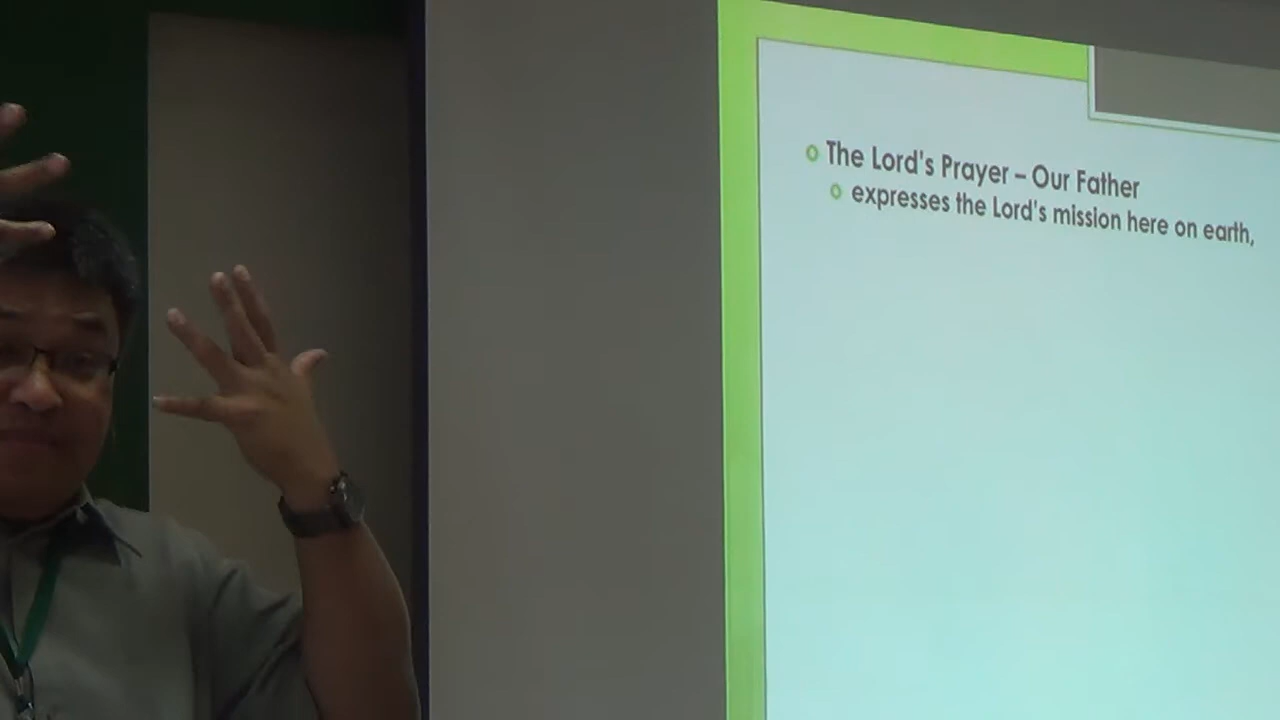 The Lord's Prayer – Our Father
expresses the Lord's mission here on earth,